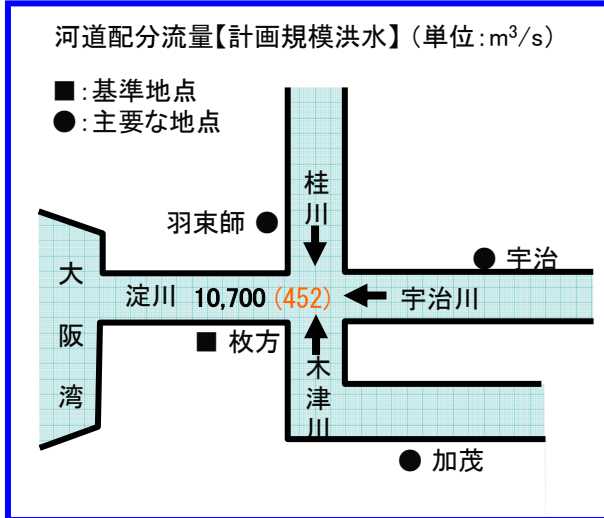 河道配分流量【計画規模洪水】(単位:m³/s)
■:基準地点
●:主要な地点
桂川
羽束師 ●
● 宇治
大阪湾
淀川 10,700 (452)
宇治川
■ 枚方
木津川
● 加茂